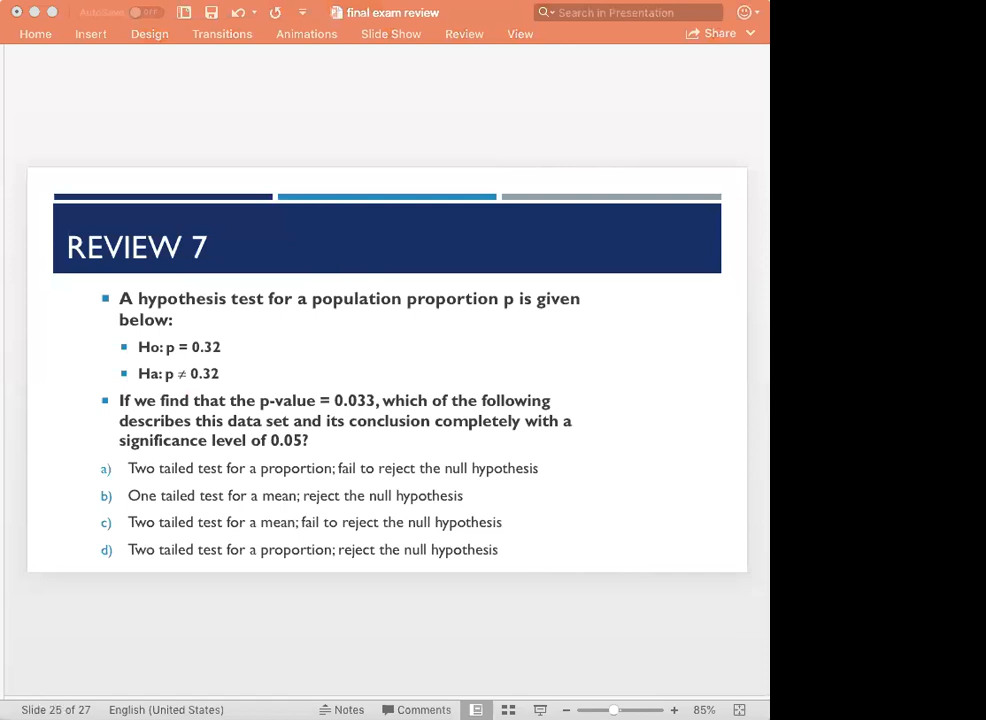 AutoSave OFF final exam review Search in Presentation
Home Insert Design Transitions Animations Slide Show Review View Share
REVIEW 7
A hypothesis test for a population proportion p is given
below:
Ho: p = 0.32
Ha: p ≠ 0.32
If we find that the p-value = 0.033, which of the following
describes this data set and its conclusion completely with a
significance level of 0.05?
a) Two tailed test for a proportion; fail to reject the null hypothesis
b) One tailed test for a mean; reject the null hypothesis
c) Two tailed test for a mean; fail to reject the null hypothesis
d) Two tailed test for a proportion; reject the null hypothesis
Slide 25 of 27 English (United States) Notes Comments 85%